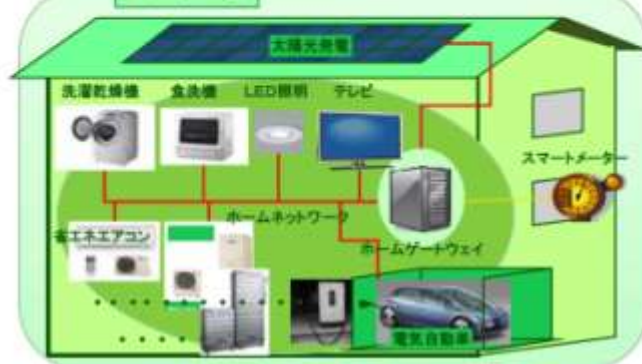 太陽光発電
洗濯乾燥機
食洗機
LED照明
テレビ
スマートメーター
ホームネットワーク
省エネエアコン
ホームゲートウェイ
電気自動車